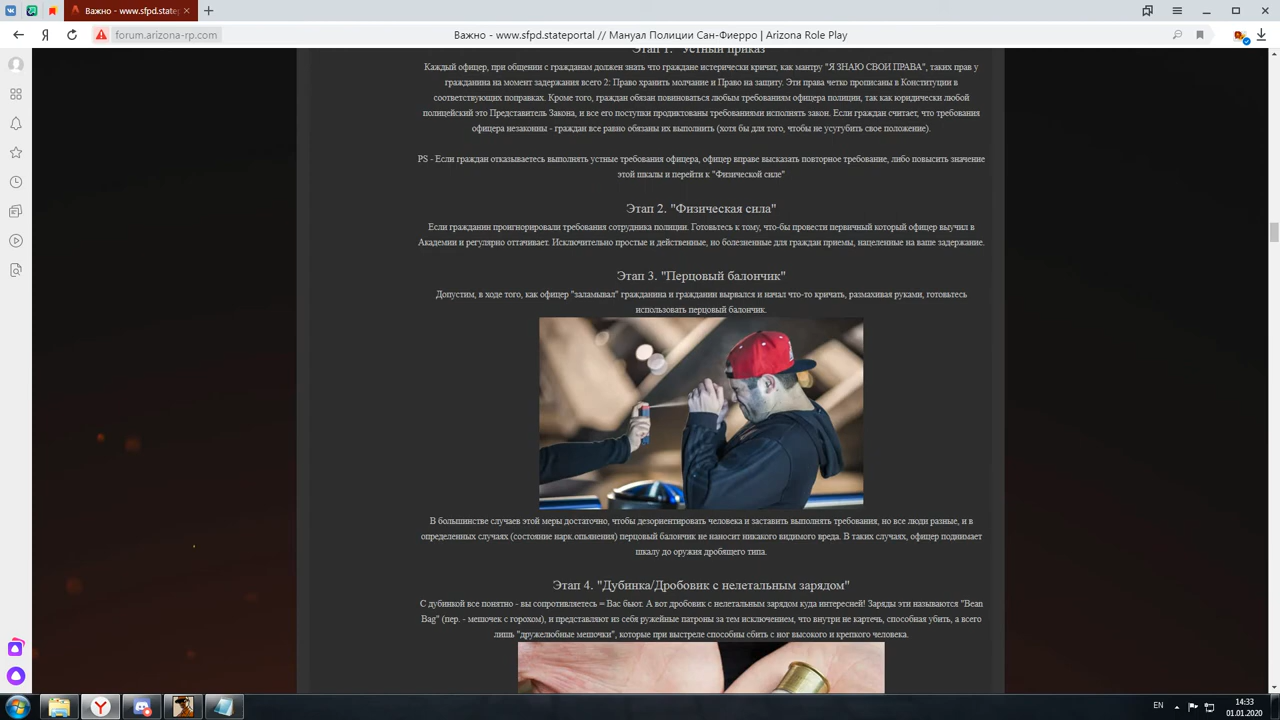 Важно - www.sfpd.statep
forum.arizona-rp.com
Важно - www.sfpd.stateportal // Мануал Полиции Сан-Фиерро | Arizona Role Play
Этап 1. "Устный приказ"
Каждый офицер, при общении с гражданам должен знать что граждане истерически кричат, как мантру "Я ЗНАЮ СВОИ ПРАВА", таких прав у
гражданина на момент задержания всего 2: Право хранить молчание и Право на защиту. Эти права четко прописаны в Конституции в
соответствующих поправках. Кроме того, граждан обязан повиноваться любым требованиям офицера полиции, так как юридически любой
полицейский это Представитель Закона, и все его поступки продиктованы требованиями исполнять закон. Если граждан считает, что требования
офицера незаконны - граждан все равно обязаны их выполнить (хотя бы для того, чтобы не усугубить свое положение).
PS - Если граждан отказываетесь выполнять устные требования офицера, офицер вправе высказать повторное требование, либо повысить значение
этой шкалы и перейти к "Физической силе"
Этап 2. "Физическая сила"
Если гражданин проигнорировали требования сотрудника полиции. Готовьтесь к тому, что-бы провести первичный который офицер выучил в
Академии и регулярно оттачивает. Исключительно простые и действенные, но болезненные для граждан приемы, нацеленные на ваше задержание.
Этап 3. "Перцовый балончик"
Допустим, в ходе того, как офицер "заламывал" гражданина и гражданин вырвался и начал что-то кричать, размахивая руками, готовьтесь
использовать перцовый балончик.
В большинстве случаев этой меры достаточно, чтобы дезориентировать человека и заставить выполнять требования, но все люди разные, и в
определенных случаях (состояние нарк.опьянения) перцовый балончик не наносит никакого видимого вреда. В таких случаях, офицер поднимает
шкалу до оружия дробящего типа.
Этап 4. "Дубинка/Дробовик с нелетальным зарядом"
С дубинкой все понятно - вы сопротивляетесь = Вас бьют. А вот дробовик с нелетальным зарядом куда интересней! Заряды эти называются "Bean
Bag" (пер. - мешочек с горохом), и представляют из себя ружейные патроны за тем исключением, что внутри не картечь, способная убить, а всего
лишь "дружелюбные мешочки", которые при выстреле способны сбить с ног высокого и крепкого человека.
EN
14:33
01.01.2020